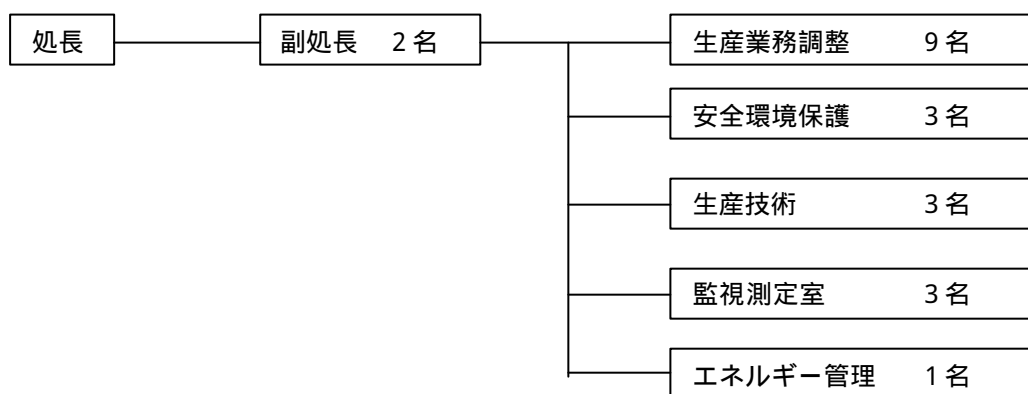 処長
副処長 2名
生産業務調整 9名
安全環境保護 3名
生産技術 3名
監視測定室 3名
エネルギー管理 1名